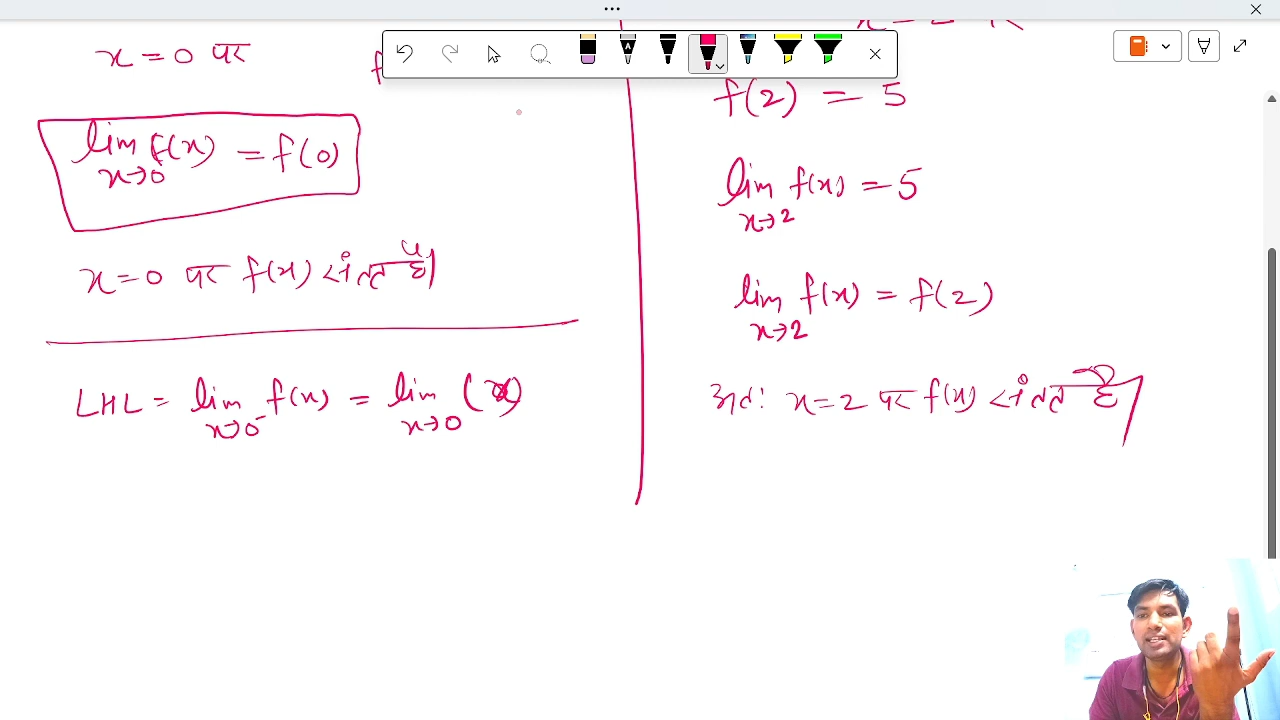 x = 0 पर
lim f(x) = f(0)
x→0
x = 0 पर f(x) संतत है।
LHL = lim f(x) = lim (x)
x→0⁻ x→0
f(2) = 5
lim f(x) = 5
x→2
lim f(x) = f(2)
x→2
अतः x = 2 पर f(x) संतत है।